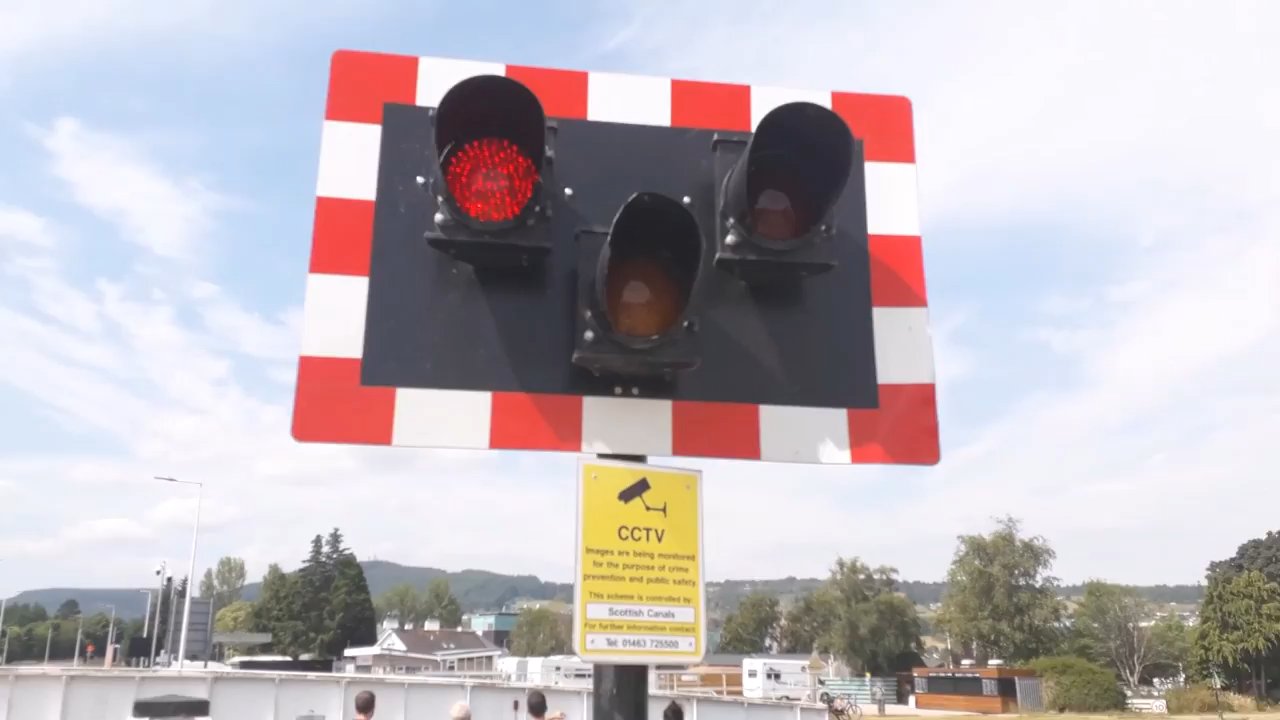 CCTV
Images are being monitored
for the purpose of crime
prevention and public safety
This scheme is controlled by:
Scottish Canals
For further information contact:
Tel: 01463 725500